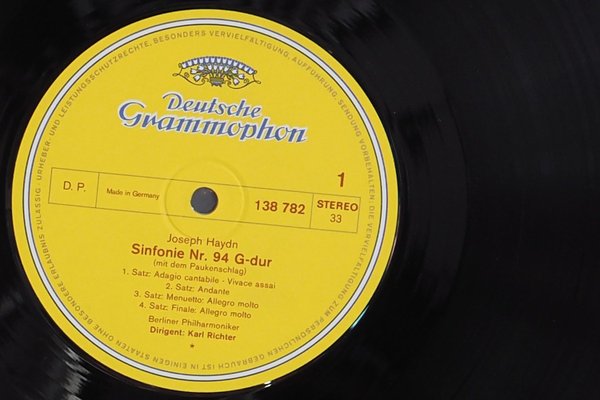 Deutsche
Grammophon
1
D. P.
Made in Germany
138 782
STEREO
33
Joseph Haydn
Sinfonie Nr. 94 G-dur
(mit dem Paukenschlag)
1. Satz: Adagio cantabile - Vivace assai
2. Satz: Andante
3. Satz: Menuetto: Allegro molto
4. Satz: Finale: Allegro molto
Berliner Philharmoniker
Dirigent: Karl Richter
*
URHEBER- UND LEISTUNGSSCHUTZRECHTE, BESONDERS VERVIELFÄLTIGUNG, AUFFÜHRUNG, SENDUNG VORBEHALTEN · DIE VERVIELFÄLTIGUNG ZUM PERSÖNLICHEN GEBRAUCH IST IN EINIGEN STAATEN OHNE BESONDERE ERLAUBNIS ZULÄSSIG ·